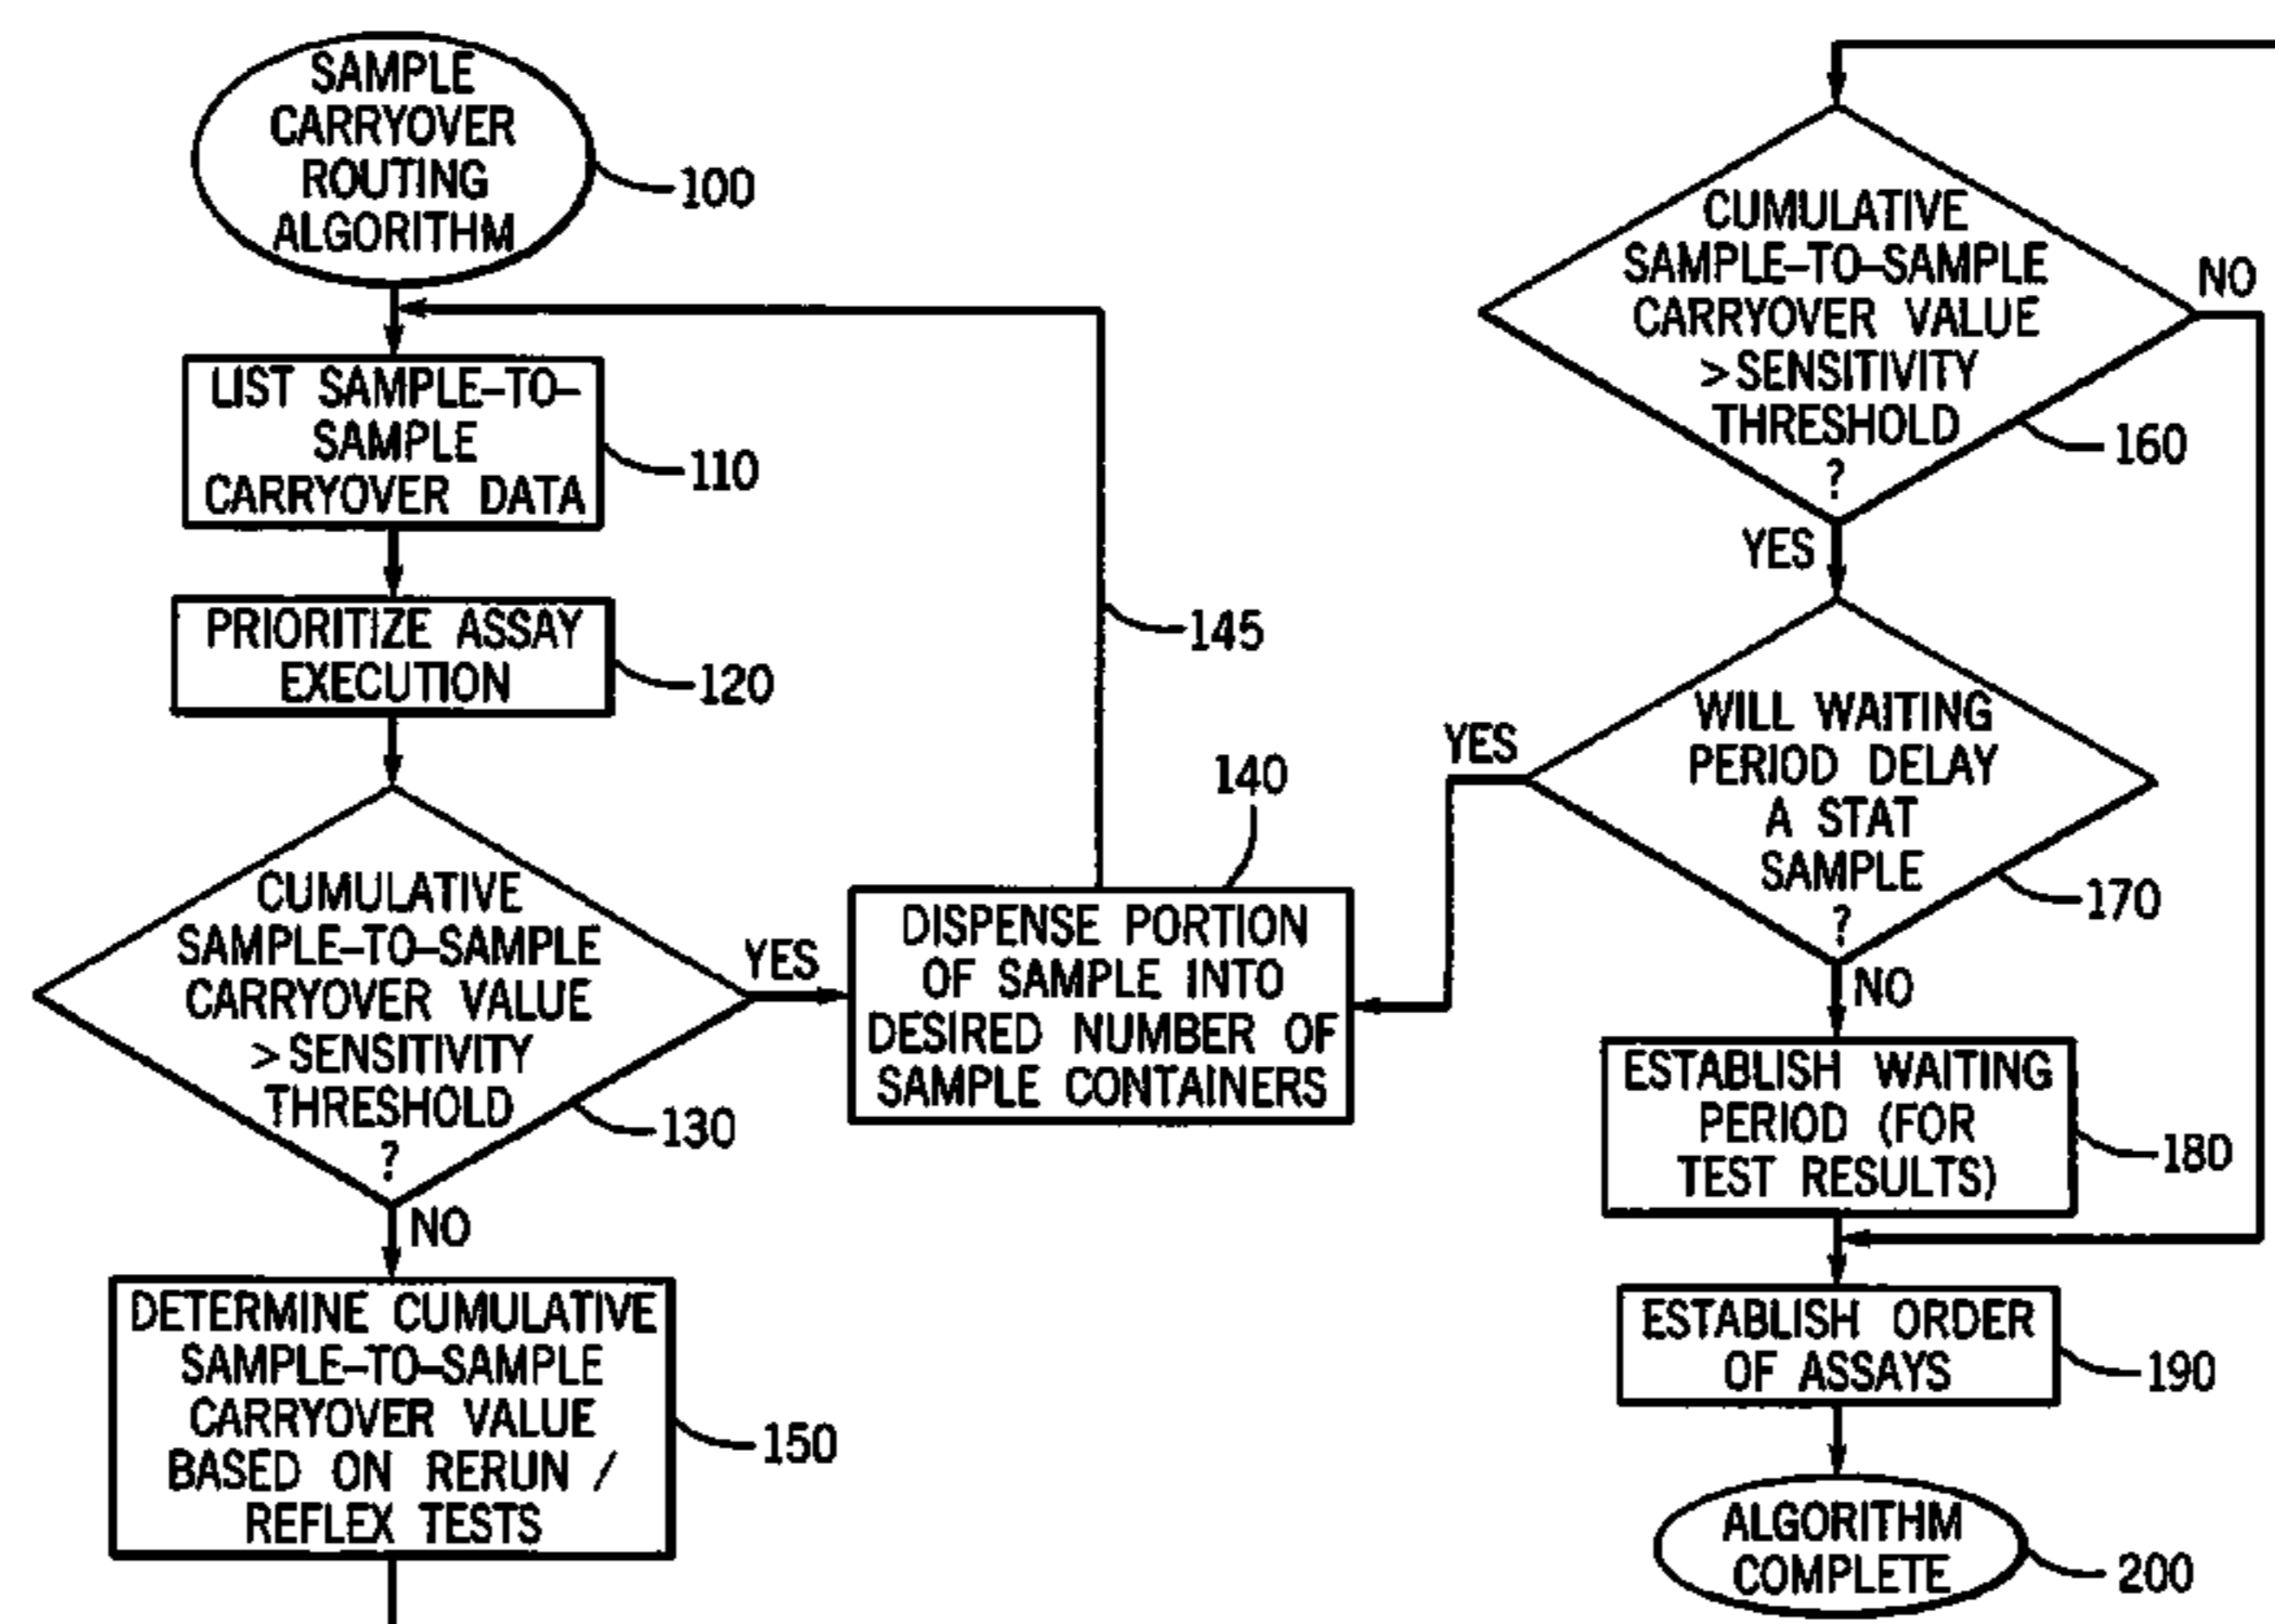 SAMPLE
CARRYOVER
ROUTING
ALGORITHM
100
LIST SAMPLE–TO–
SAMPLE
CARRYOVER DATA
110
PRIORITIZE ASSAY
EXECUTION
120
CUMULATIVE
SAMPLE–TO–SAMPLE
CARRYOVER VALUE
>SENSITIVITY
THRESHOLD
?
130
YES
NO
DISPENSE PORTION
OF SAMPLE INTO
DESIRED NUMBER OF
SAMPLE CONTAINERS
140
145
DETERMINE CUMULATIVE
SAMPLE–TO–SAMPLE
CARRYOVER VALUE
BASED ON RERUN /
REFLEX TESTS
150
CUMULATIVE
SAMPLE–TO–SAMPLE
CARRYOVER VALUE
>SENSITIVITY
THRESHOLD
?
160
NO
YES
WILL WAITING
PERIOD DELAY
A STAT
SAMPLE
?
170
YES
NO
ESTABLISH WAITING
PERIOD (FOR
TEST RESULTS)
180
ESTABLISH ORDER
OF ASSAYS
190
ALGORITHM
COMPLETE
200